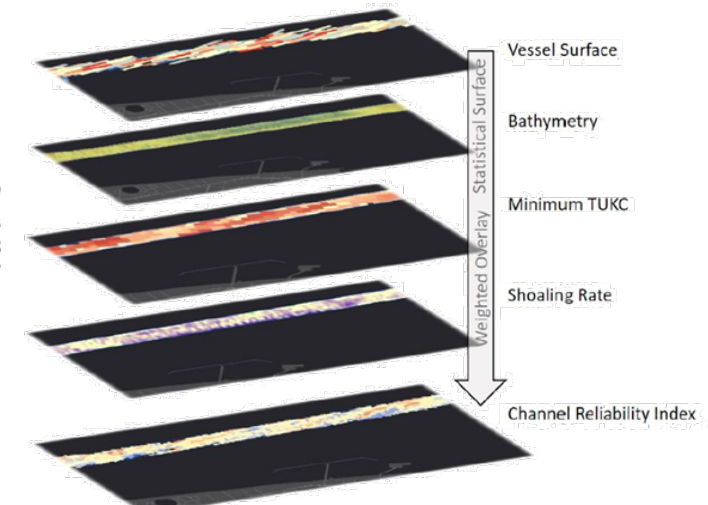 Vessel Surface
Bathymetry
Minimum TUKC
Shoaling Rate
Channel Reliability Index
Weighted Overlay Statistical Surface